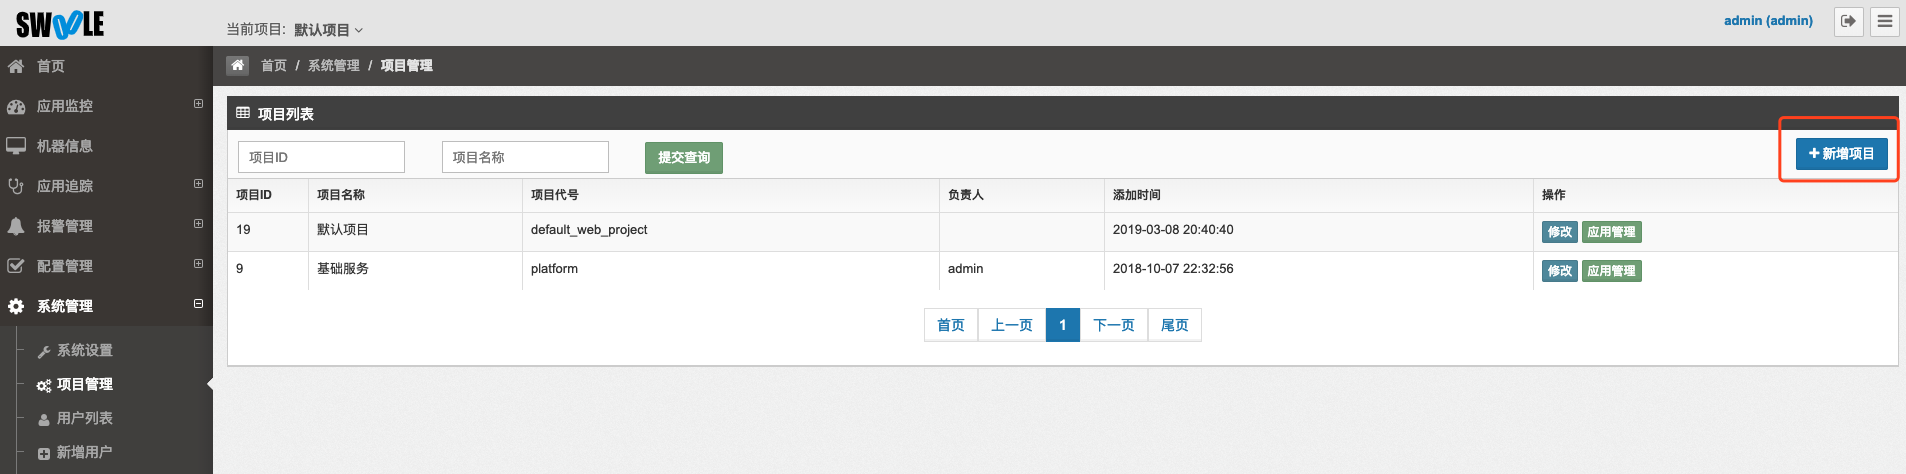 SWOOLE
当前项目: 默认项目
admin (admin)
首页
应用监控
机器信息
应用追踪
报警管理
配置管理
系统管理
系统设置
项目管理
用户列表
新增用户
首页 / 系统管理 / 项目管理
项目列表
项目ID 项目名称 提交查询 新增项目
项目ID 项目名称 项目代号 负责人 添加时间 操作
19 默认项目 default_web_project 2019-03-08 20:40:40 修改 应用管理
9 基础服务 platform admin 2018-10-07 22:32:56 修改 应用管理
首页 上一页 1 下一页 尾页